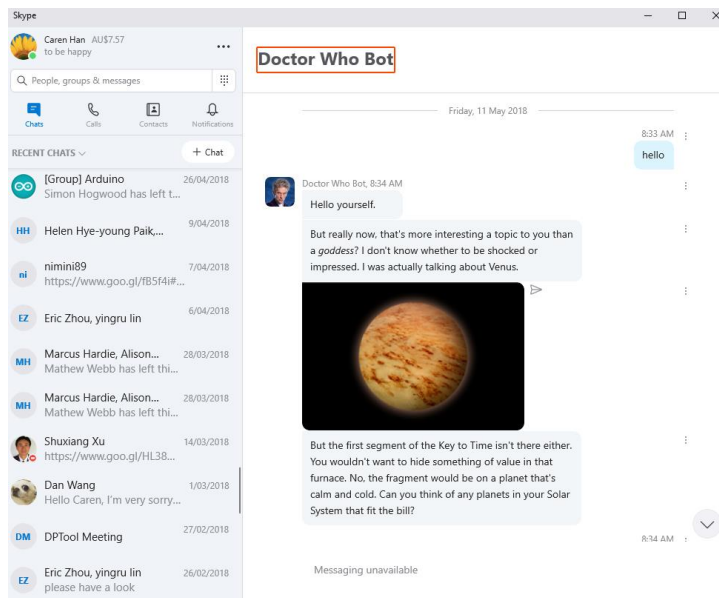 Skype
Caren Han AU$7.57
to be happy
People, groups & messages
Chats Calls Contacts Notifications
RECENT CHATS
+ Chat
[Group] Arduino 26/04/2018
Simon Hogwood has left t...
HH Helen Hye-young Paik,... 9/04/2018
ni nimini89 7/04/2018
https://www.goo.gl/fB5f4i#...
EZ Eric Zhou, yingru lin 6/04/2018
MH Marcus Hardie, Alison... 28/03/2018
Mathew Webb has left thi...
MH Marcus Hardie, Alison... 28/03/2018
Mathew Webb has left thi...
Shuxiang Xu 14/03/2018
https://www.goo.gl/HL38...
Dan Wang 1/03/2018
Hello Caren, I'm very sorry...
DM DPTool Meeting 27/02/2018
EZ Eric Zhou, yingru lin 26/02/2018
please have a look
Doctor Who Bot
Friday, 11 May 2018
8:33 AM
hello
Doctor Who Bot, 8:34 AM
Hello yourself.
But really now, that's more interesting a topic to you than
a goddess? I don't know whether to be shocked or
impressed. I was actually talking about Venus.
But the first segment of the Key to Time isn't there either.
You wouldn't want to hide something of value in that
furnace. No, the fragment would be on a planet that's
calm and cold. Can you think of any planets in your Solar
System that fit the bill?
8:34 AM
Messaging unavailable